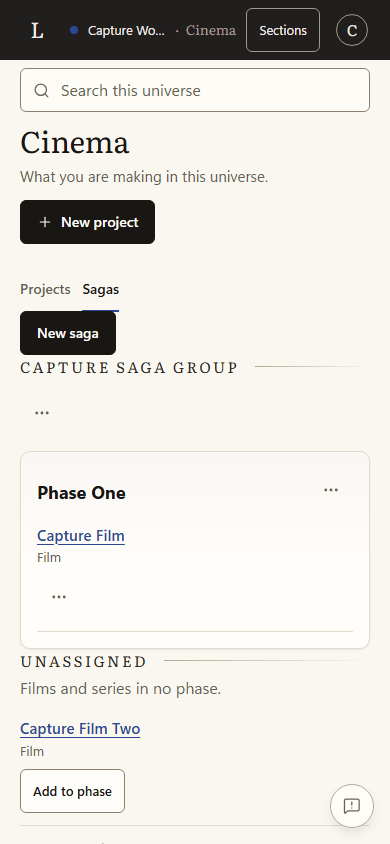 L Capture Wo... · Cinema Sections C
Search this universe
Cinema
What you are making in this universe.
+ New project
Projects Sagas
New saga
CAPTURE SAGA GROUP
...
Phase One ...
Capture Film
Film
...
UNASSIGNED
Films and series in no phase.
Capture Film Two
Film
Add to phase